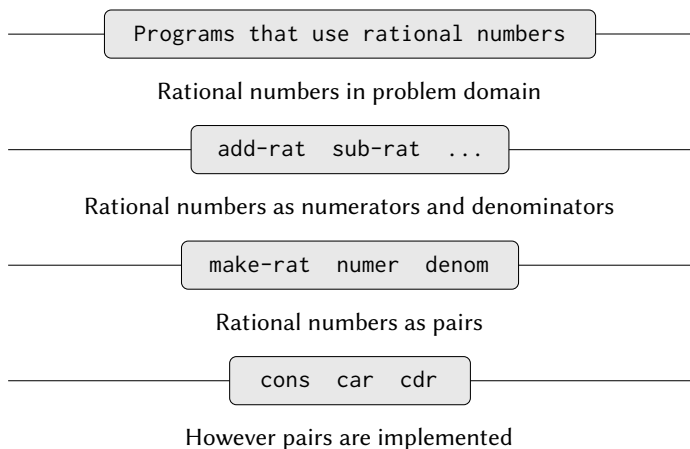 Programs that use rational numbers
Rational numbers in problem domain
add-rat sub-rat ...
Rational numbers as numerators and denominators
make-rat numer denom
Rational numbers as pairs
cons car cdr
However pairs are implemented